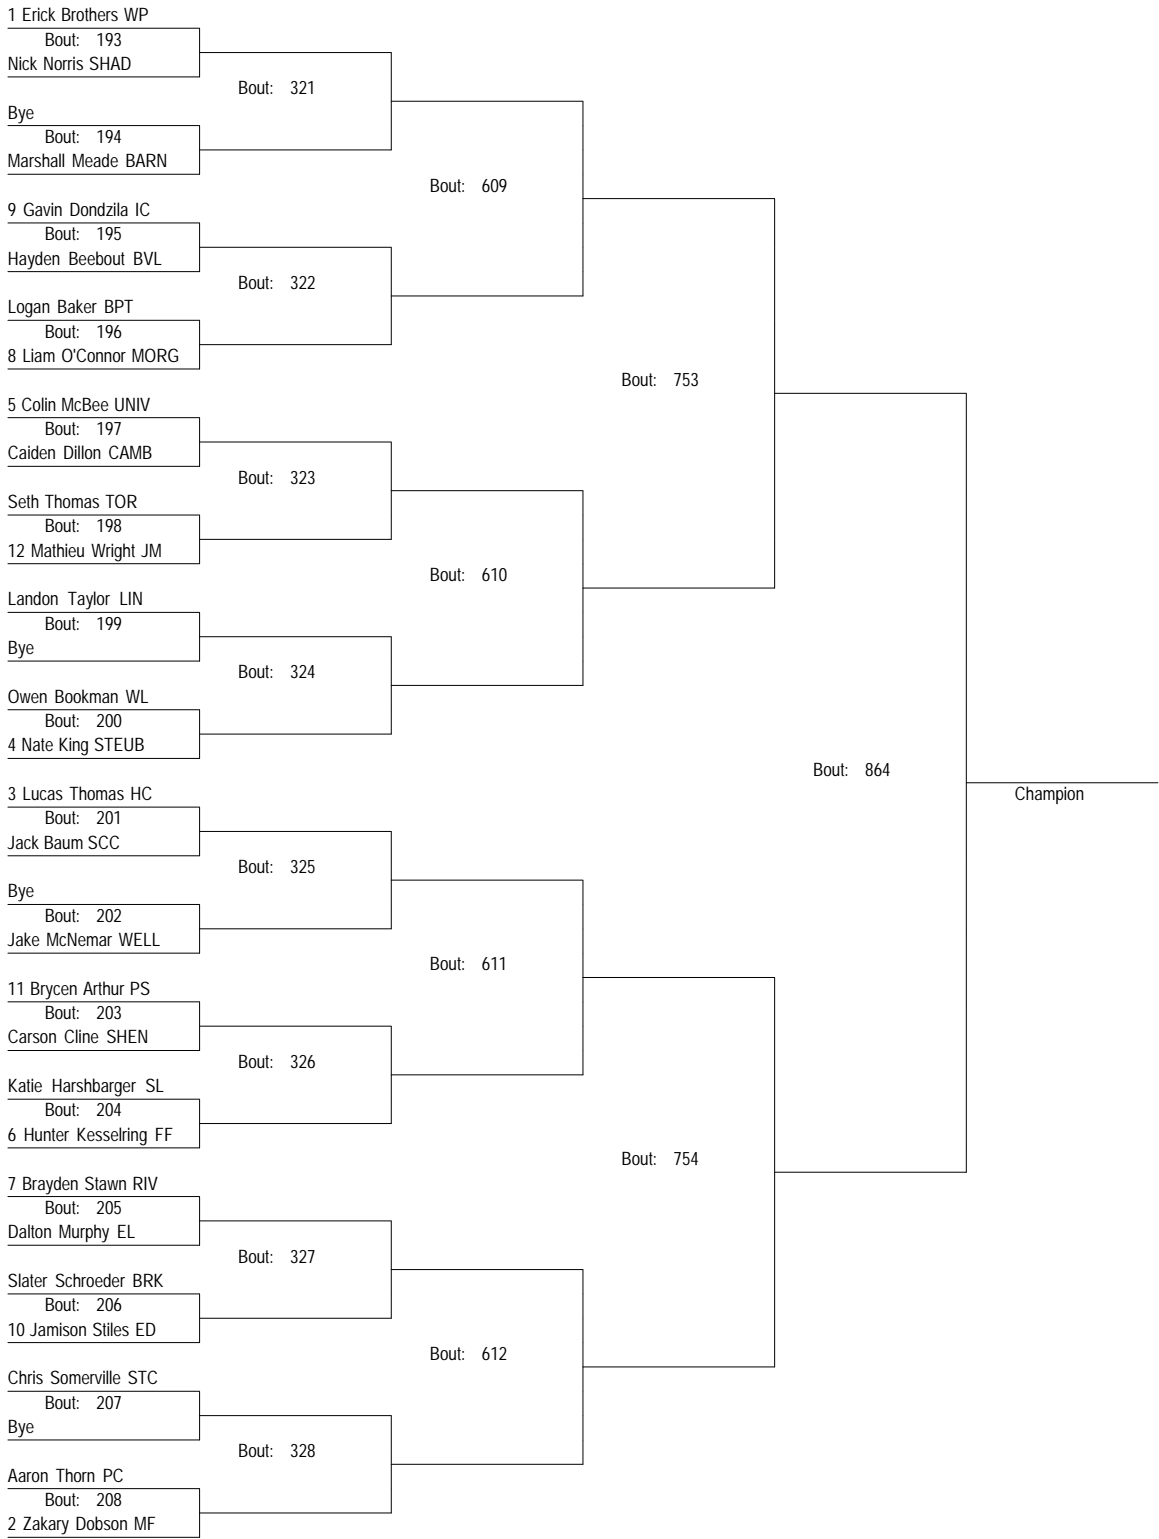 1 Erick Brothers WP
Bout: 193
Nick Norris SHAD
Bout: 321
Bye
Bout: 194
Marshall Meade BARN
Bout: 609
9 Gavin Dondzila IC
Bout: 195
Hayden Beebout BVL
Bout: 322
Logan Baker BPT
Bout: 196
8 Liam O'Connor MORG
Bout: 753
5 Colin McBee UNIV
Bout: 197
Caiden Dillon CAMB
Bout: 323
Seth Thomas TOR
Bout: 198
12 Mathieu Wright JM
Bout: 610
Landon Taylor LIN
Bout: 199
Bye
Bout: 324
Owen Bookman WL
Bout: 200
4 Nate King STEUB
Bout: 864
3 Lucas Thomas HC
Champion
Bout: 201
Jack Baum SCC
Bout: 325
Bye
Bout: 202
Jake McNemar WELL
Bout: 611
11 Brycen Arthur PS
Bout: 203
Carson Cline SHEN
Bout: 326
Katie Harshbarger SL
Bout: 204
6 Hunter Kesselring FF
Bout: 754
7 Brayden Stawn RIV
Bout: 205
Dalton Murphy EL
Bout: 327
Slater Schroeder BRK
Bout: 206
10 Jamison Stiles ED
Bout: 612
Chris Somerville STC
Bout: 207
Bye
Bout: 328
Aaron Thorn PC
Bout: 208
2 Zakary Dobson MF